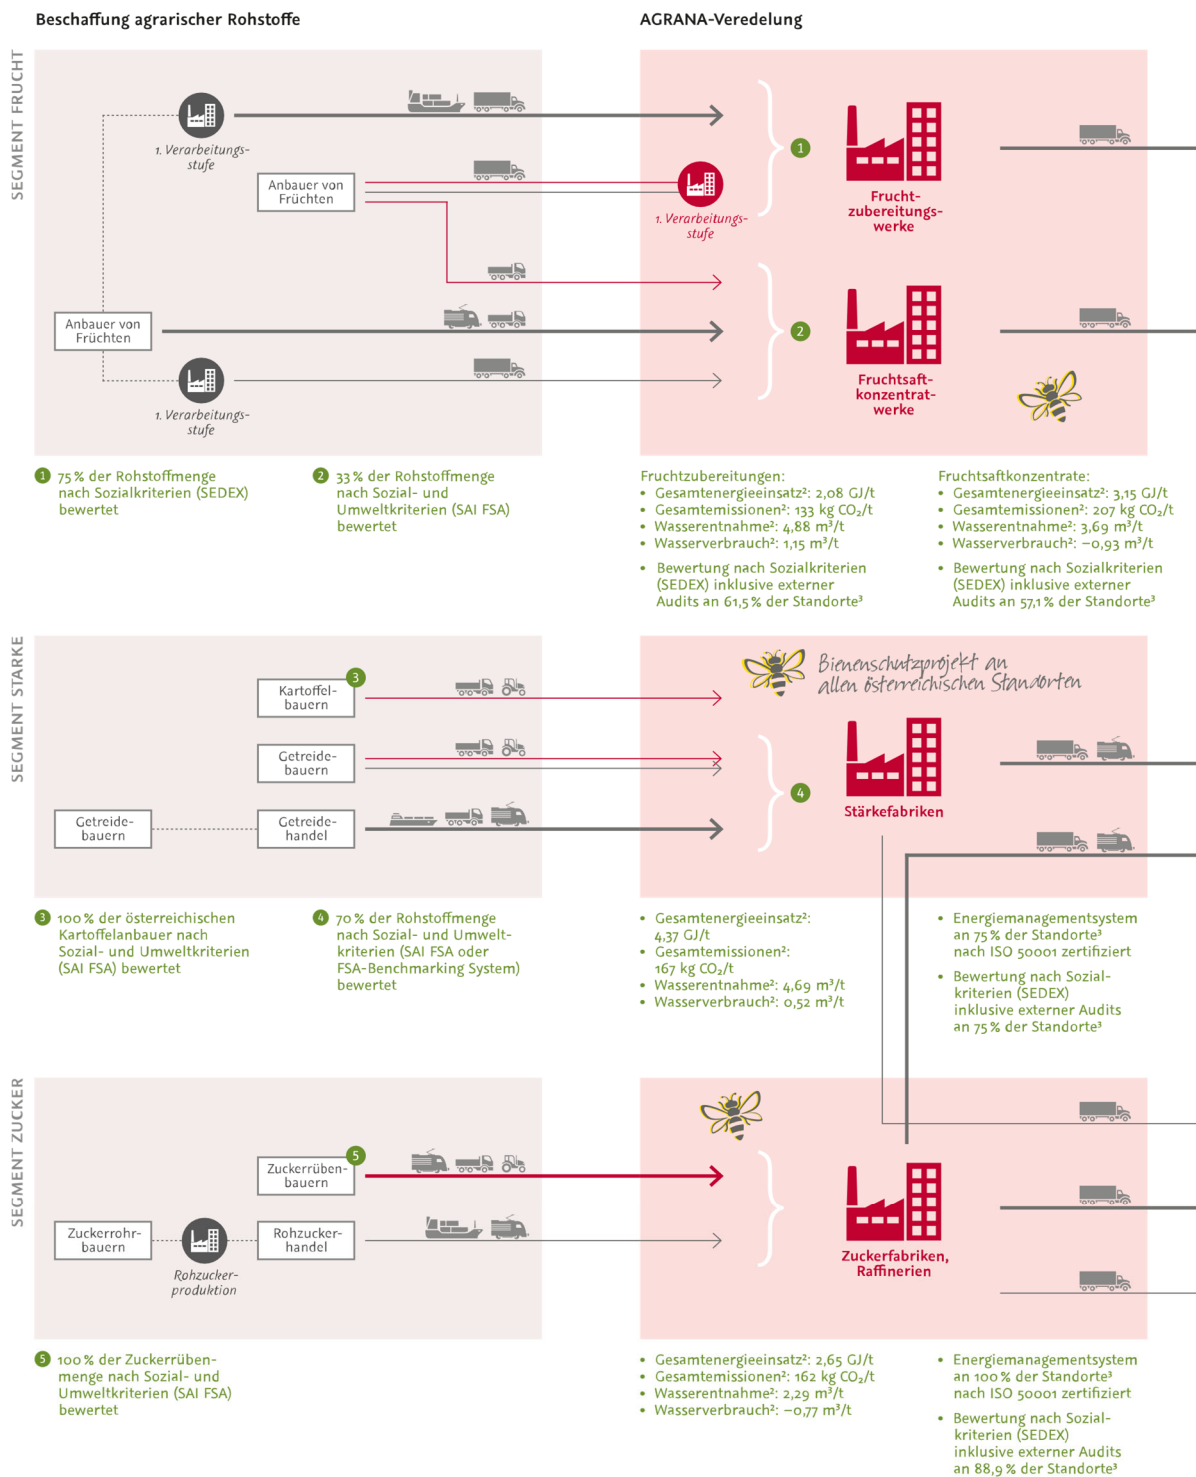 Beschaffung agrarischer Rohstoffe
AGRANA-Veredelung
SEGMENT FRUCHT
1. Verarbeitungs-
stufe
Anbauer von
Früchten
1. Verarbeitungs-
stufe
1
Frucht-
zubereitungs-
werke
Anbauer von
Früchten
2
1. Verarbeitungs-
stufe
Fruchtsaft-
konzentrat-
werke
1 75 % der Rohstoffmenge
nach Sozialkriterien (SEDEX)
bewertet
2 33 % der Rohstoffmenge
nach Sozial- und
Umweltkriterien (SAI FSA)
bewertet
Fruchtzubereitungen:
• Gesamtenergieeinsatz²: 2,08 GJ/t
• Gesamtemissionen²: 133 kg CO₂/t
• Wasserentnahme²: 4,88 m³/t
• Wasserverbrauch²: 1,15 m³/t
• Bewertung nach Sozialkriterien
(SEDEX) inklusive externer
Audits an 61,5 % der Standorte³
Fruchtsaftkonzentrate:
• Gesamtenergieeinsatz²: 3,15 GJ/t
• Gesamtemissionen²: 207 kg CO₂/t
• Wasserentnahme²: 3,69 m³/t
• Wasserverbrauch²: –0,93 m³/t
• Bewertung nach Sozialkriterien
(SEDEX) inklusive externer
Audits an 57,1 % der Standorte³
SEGMENT STÄRKE
3
Kartoffel-
bauern
Getreide-
bauern
Getreide-
bauern
Getreide-
handel
Bienenschutzprojekt an
allen österreichischen Standorten
4
Stärkefabriken
3 100 % der österreichischen
Kartoffelanbauer nach
Sozial- und Umweltkriterien
(SAI FSA) bewertet
4 70 % der Rohstoffmenge
nach Sozial- und Umwelt-
kriterien (SAI FSA oder
FSA-Benchmarking System)
bewertet
• Gesamtenergieeinsatz²:
4,37 GJ/t
• Gesamtemissionen²:
167 kg CO₂/t
• Wasserentnahme²: 4,69 m³/t
• Wasserverbrauch²: 0,52 m³/t
• Energiemanagementsystem
an 75 % der Standorte³
nach ISO 50001 zertifiziert
• Bewertung nach Sozial-
kriterien (SEDEX)
inklusive externer Audits
an 75 % der Standorte³
SEGMENT ZUCKER
5
Zuckerrüben-
bauern
Zuckerrohr-
bauern
Rohzucker-
produktion
Rohzucker-
handel
Zuckerfabriken,
Raffinerien
5 100 % der Zuckerrüben-
menge nach Sozial- und
Umweltkriterien (SAI FSA)
bewertet
• Gesamtenergieeinsatz²: 2,65 GJ/t
• Gesamtemissionen²: 162 kg CO₂/t
• Wasserentnahme²: 2,29 m³/t
• Wasserverbrauch²: –0,77 m³/t
• Energiemanagementsystem
an 100 % der Standorte³
nach ISO 50001 zertifiziert
• Bewertung nach Sozial-
kriterien (SEDEX)
inklusive externer Audits
an 88,9 % der Standorte³